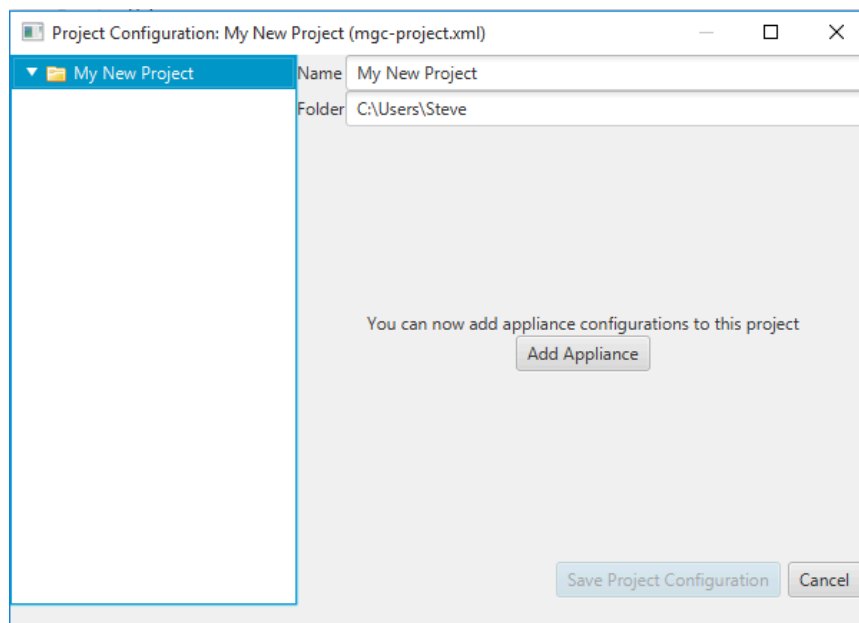 Project Configuration: My New Project (mgc-project.xml)
My New Project
Name My New Project
Folder C:\Users\Steve
You can now add appliance configurations to this project
Add Appliance
Save Project Configuration Cancel